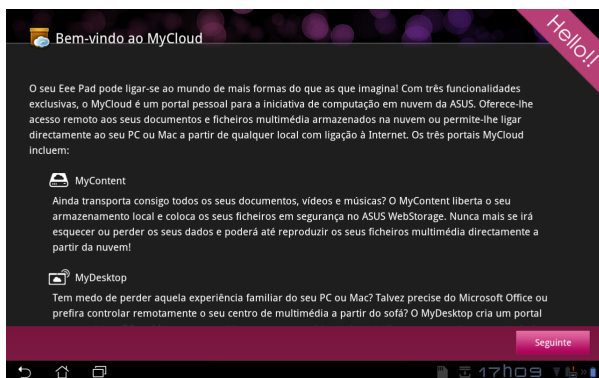 Bem-vindo ao MyCloud
Hello!!
O seu Eee Pad pode ligar-se ao mundo de mais formas do que as que imagina! Com três funcionalidades
exclusivas, o MyCloud é um portal pessoal para a iniciativa de computação em nuvem da ASUS. Oferece-lhe
acesso remoto aos seus documentos e ficheiros multimédia armazenados na nuvem ou permite-lhe ligar
directamente ao seu PC ou Mac a partir de qualquer local com ligação à Internet. Os três portais MyCloud
incluem:
MyContent
Ainda transporta consigo todos os seus documentos, vídeos e músicas? O MyContent liberta o seu
armazenamento local e coloca os seus ficheiros em segurança no ASUS WebStorage. Nunca mais se irá
esquecer ou perder os seus dados e poderá até reproduzir os seus ficheiros multimédia directamente a
partir da nuvem!
MyDesktop
Tem medo de perder aquela experiência familiar do seu PC ou Mac? Talvez precise do Microsoft Office ou
prefira controlar remotamente o seu centro de multimédia a partir do sofá? O MyDesktop cria um portal
Seguinte
17h09